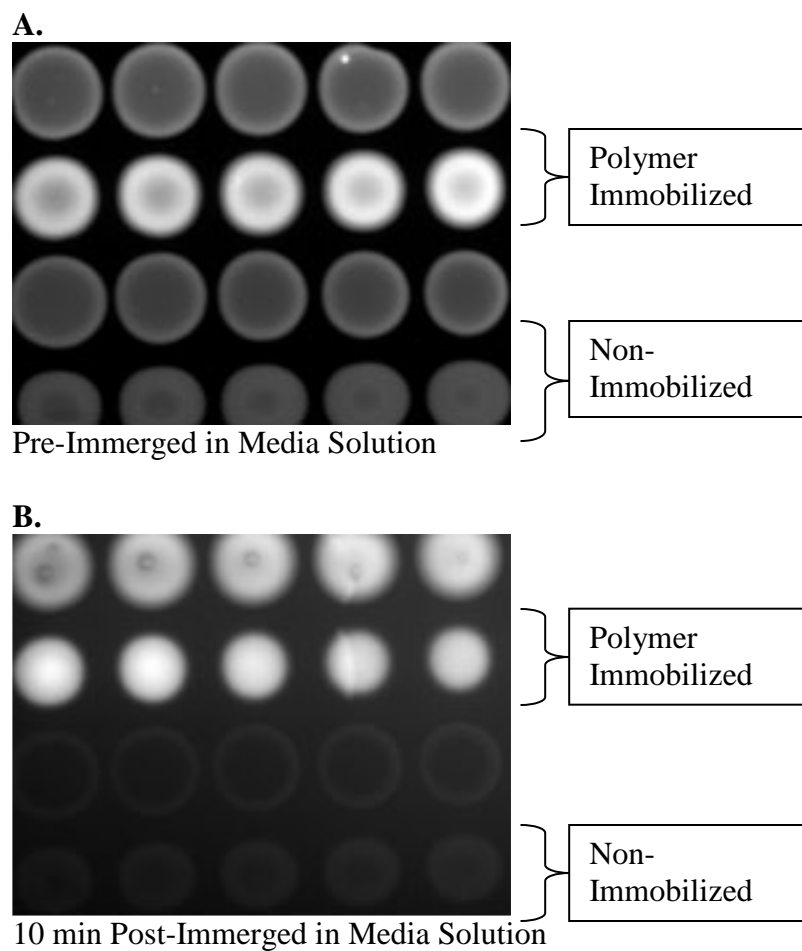 A.
Polymer
Immobilized
Non-
Immobilized
Pre-Immerged in Media Solution
B.
Polymer
Immobilized
Non-
Immobilized
10 min Post-Immerged in Media Solution